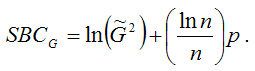 SBC_G = ln(G̃²) + (ln n / n) p .